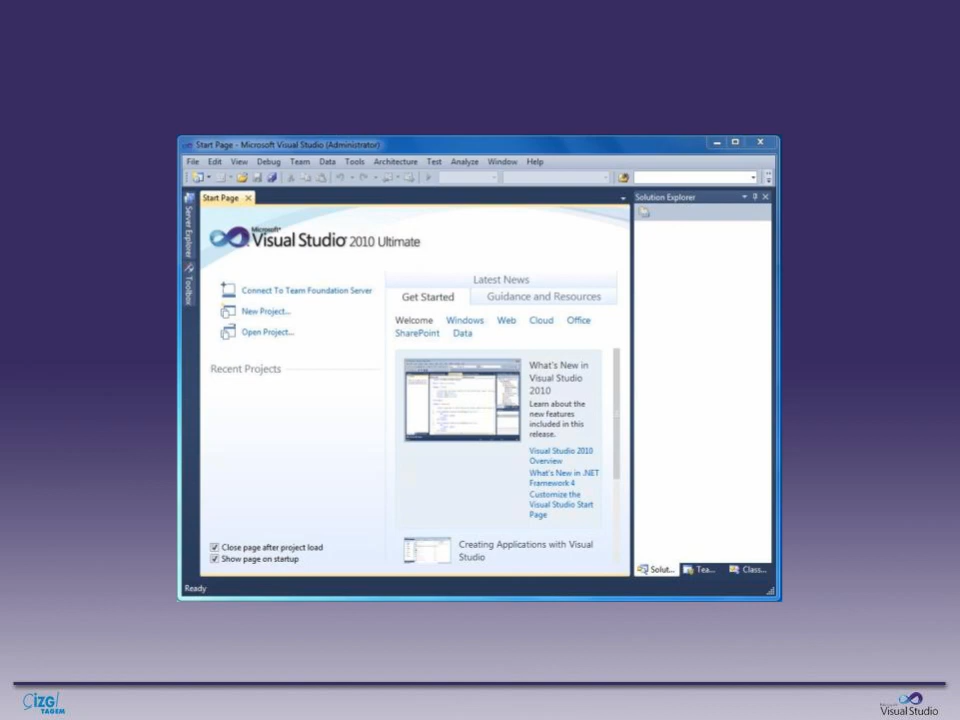 Start Page - Microsoft Visual Studio (Administrator)
File Edit View Debug Team Data Tools Architecture Test Analyze Window Help
Server Explorer
Toolbox
Start Page
Microsoft
Visual Studio 2010 Ultimate
Connect To Team Foundation Server
New Project...
Open Project...
Recent Projects
Close page after project load
Show page on startup
Latest News
Get Started
Guidance and Resources
Welcome Windows Web Cloud Office
SharePoint Data
What's New in
Visual Studio
2010
Learn about the
new features
included in this
release.
Visual Studio 2010
Overview
What's New in .NET
Framework 4
Customize the
Visual Studio Start
Page
Creating Applications with Visual
Studio
Solution Explorer
Solut... Tea... Class...
Ready
ÇizGi
TAGEM
Microsoft
Visual Studio